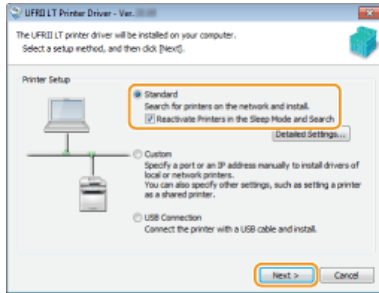 UFRII LT Printer Driver - Ver.
The UFRII LT printer driver will be installed on your computer.
Select a setup method, and then click [Next].
Printer Setup
Standard
Search for printers on the network and install.
Reactivate Printers in the Sleep Mode and Search
Detailed Settings...
Custom
Specify a port or an IP address manually to install drivers of
local or network printers.
You can also specify other settings, such as setting a printer
as a shared printer.
USB Connection
Connect the printer with a USB cable and install.
Next >
Cancel